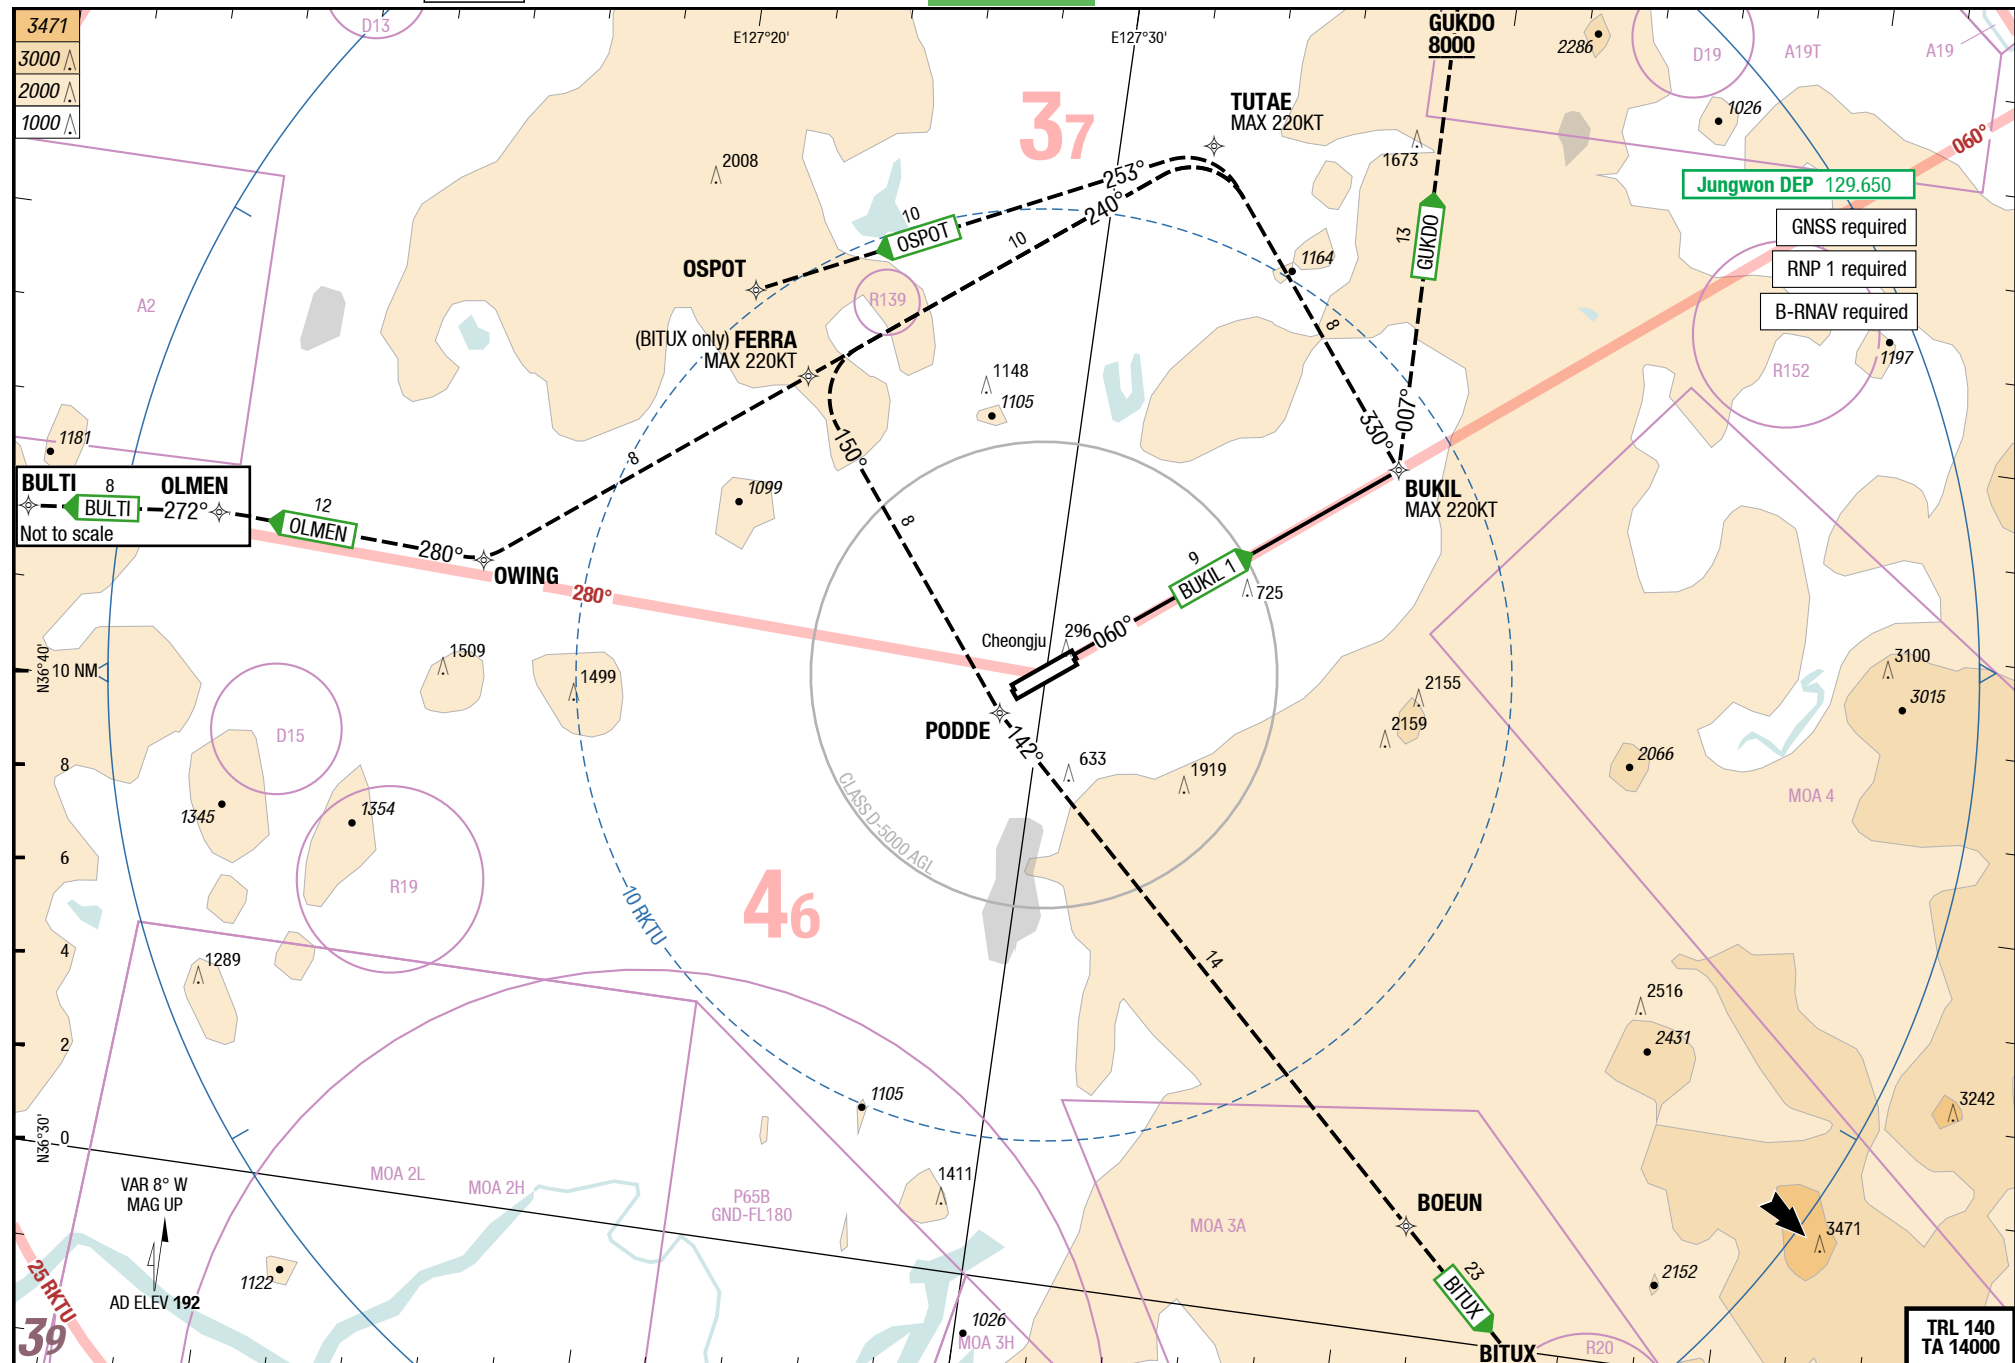 3471
3000
2000
1000
D13
E127°20'
E127°30'
GUKDO
8000
2286
D19
A19T
A19
1026
060°
TUTAE
MAX 220KT
37
1673
2008
253°
240°
Jungwon DEP 129.650
GNSS required
RNP 1 required
B-RNAV required
10
OSPOT
10
13
GUKDO
1164
OSPOT
A2
R139
8
(BITUX only) FERRA
MAX 220KT
1197
R152
1148
1105
007°
330°
150°
1181
8
BULTI
8
OLMEN
BULTI
272°
Not to scale
12
OLMEN
280°
OWING
280°
1099
8
BUKIL
MAX 220KT
9
BUKIL 1
725
060°
296
Cheongju
N36°40'
10 NM
1509
1499
2155
2159
3100
3015
PODDE
142°
D15
8
633
1919
2066
MOA 4
1345
1354
CLASS D-5000 AGL
6
R19
46
10 RKTU
4
1289
14
2516
2431
2
1105
3242
N36°30'
0
MOA 2L
MOA 2H
P65B
GND-FL180
1411
MOA 3A
BOEUN
3471
VAR 8° W
MAG UP
1122
AD ELEV 192
25 RKTU
39
1026
MOA 3H
23
BITUX
BITUX
R20
2152
TRL 140
TA 14000